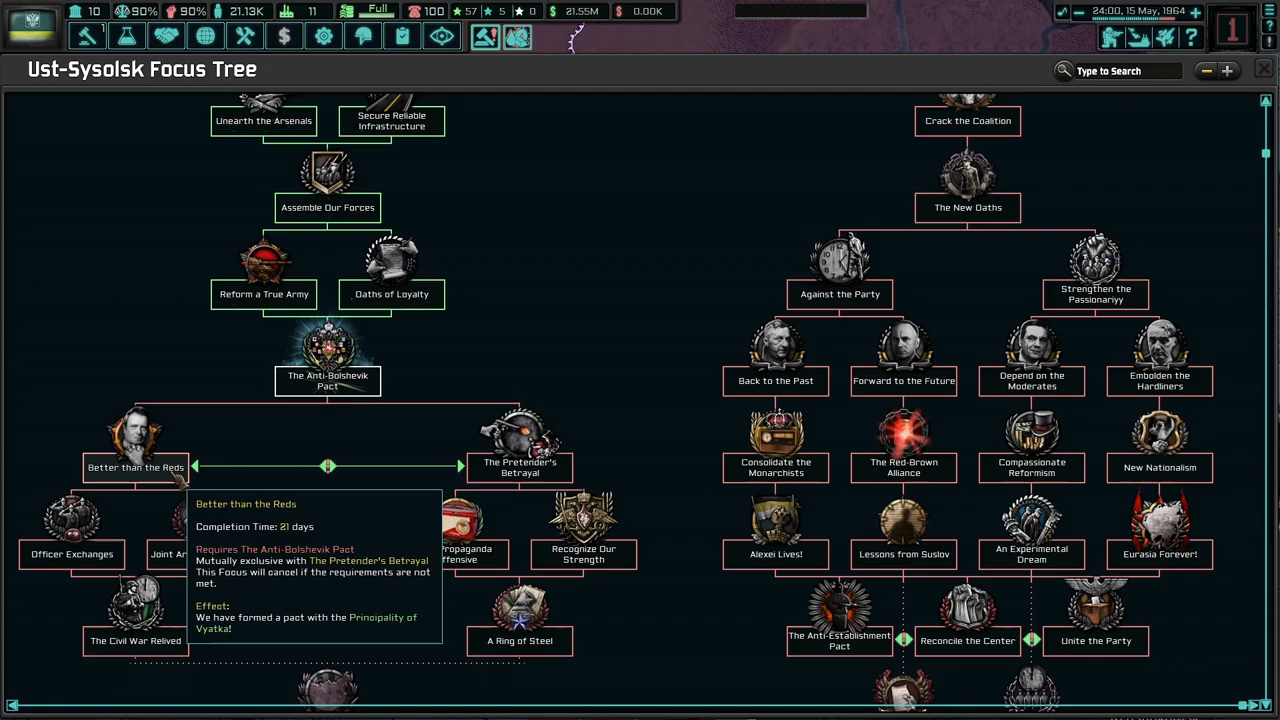 10 90% 90% 21.13K 11 Full 100 57 5 0 21.55M 0.00K 24:00, 15 May, 1964
1
Ust-Sysolsk Focus Tree
Type to Search
Unearth the Arsenals
Secure Reliable
Infrastructure
Crack the Coalition
Assemble Our Forces
The New Oaths
Reform a True Army
Oaths of Loyalty
Against the Party
Strengthen the
Passionariyy
The Anti-Bolshevik
Pact
Back to the Past
Forward to the Future
Depend on the
Moderates
Embolden the
Hardliners
Better than the Reds
The Pretender's
Betrayal
Consolidate the
Monarchists
The Red-Brown
Alliance
Compassionate
Reformism
New Nationalism
Better than the Reds
Completion Time: 21 days
Requires The Anti-Bolshevik Pact
Mutually exclusive with The Pretender's Betrayal
This Focus will cancel if the requirements are not
met.
Effect:
We have formed a pact with the Principality of
Vyatka!
Officer Exchanges
Joint Ar
ropaganda
ffensive
Recognize Our
Strength
Alexei Lives!
Lessons from Suslov
An Experimental
Dream
Eurasia Forever!
The Civil War Relived
A Ring of Steel
The Anti-Establishment
Pact
Reconcile the Center
Unite the Party